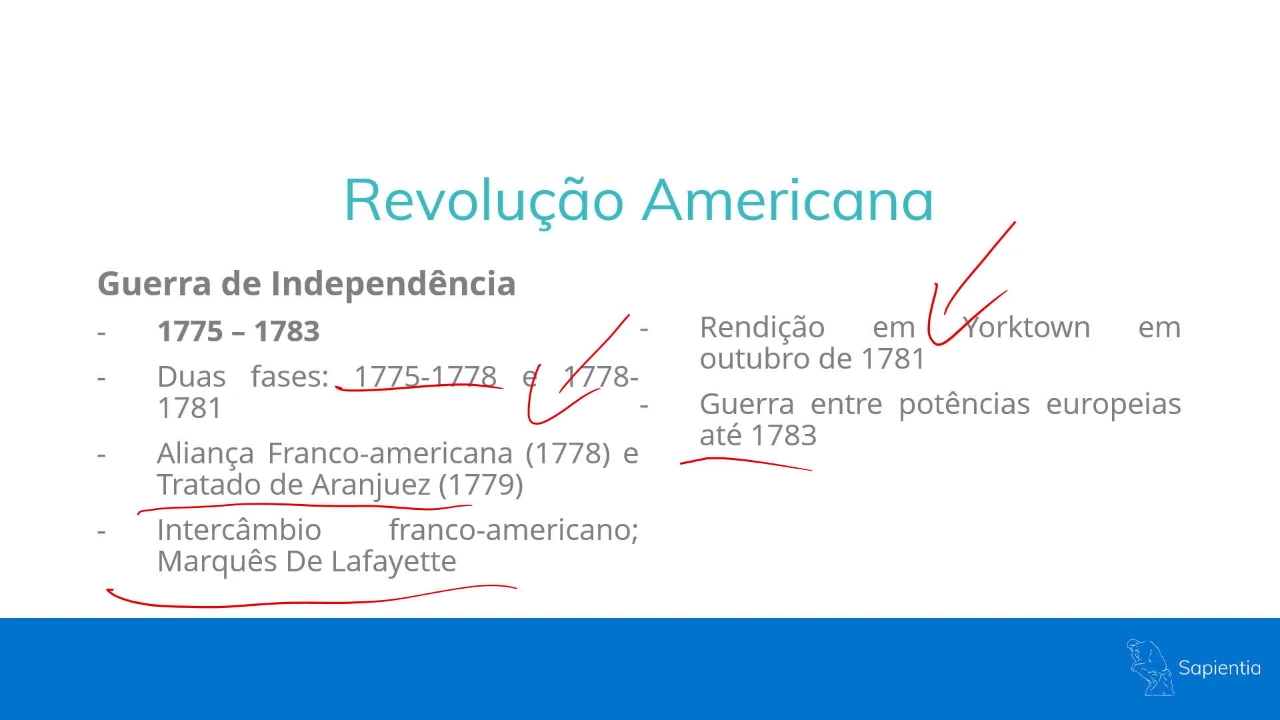 Revolução Americana
Guerra de Independência
- 1775 – 1783
- Duas fases: 1775-1778 e 1778-
1781
- Aliança Franco-americana (1778) e
Tratado de Aranjuez (1779)
- Intercâmbio franco-americano;
Marquês De Lafayette
- Rendição em Yorktown em
outubro de 1781
- Guerra entre potências europeias
até 1783
Sapientia